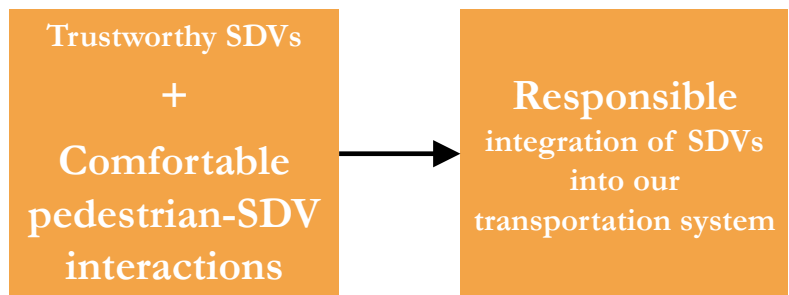 Trustworthy SDVs
+
Comfortable
pedestrian-SDV
interactions
Responsible
integration of SDVs
into our
transportation system